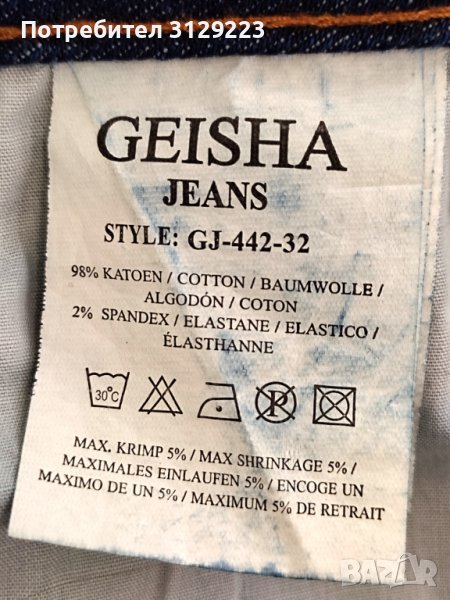 Потребител 3129223
GEISHA
JEANS
STYLE: GJ-442-32
98% KATOEN / COTTON / BAUMWOLLE /
ALGODÓN / COTON
2% SPANDEX / ELASTANE / ELASTICO /
ÉLASTHANNE
30°C P
MAX. KRIMP 5% / MAX SHRINKAGE 5% /
MAXIMALES EINLAUFEN 5% / ENCOGE UN
MAXIMO DE UN 5% / MAXIMUM 5% DE RETRAIT
BAZAR